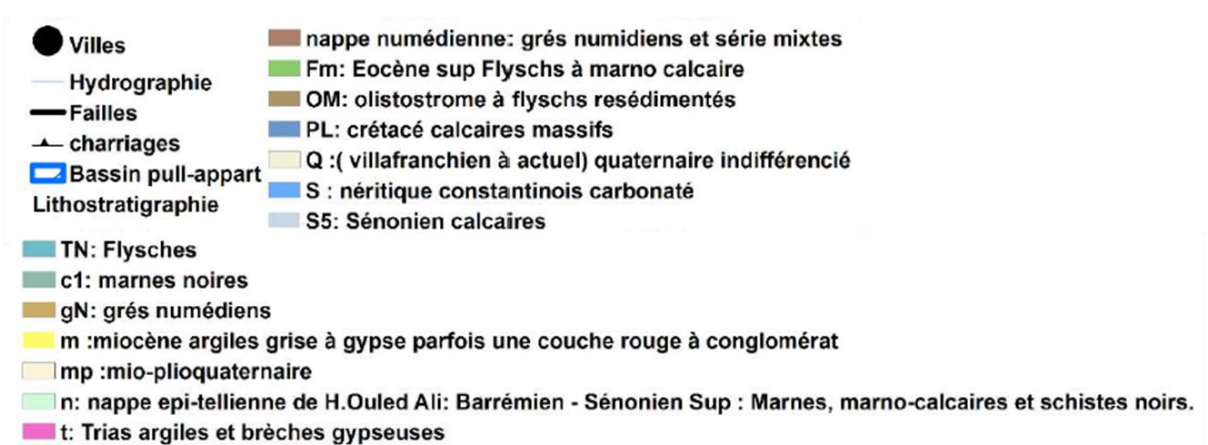 Villes
Hydrographie
Failles
charriages
Bassin pull-appart
Lithostratigraphie
nappe numédienne: grés numidiens et série mixtes
Fm: Eocène sup Flyschs à marno calcaire
OM: olistostrome à flyschs resédimentés
PL: crétacé calcaires massifs
Q :( villafranchien à actuel) quaternaire indifférencié
S : néritique constantinois carbonaté
S5: Sénonien calcaires
TN: Flysches
c1: marnes noires
gN: grés numédiens
m :miocène argiles grise à gypse parfois une couche rouge à conglomérat
mp :mio-plioquaternaire
n: nappe epi-tellienne de H.Ouled Ali: Barrémien - Sénonien Sup : Marnes, marno-calcaires et schistes noirs.
t: Trias argiles et brèches gypseuses